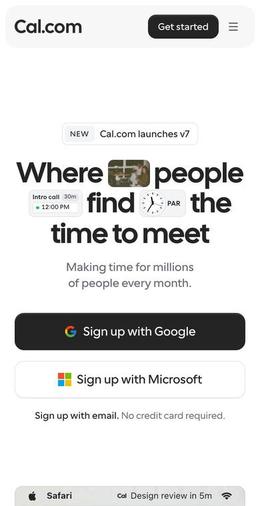 Cal.com
Get started
NEW Cal.com launches v7
Where people
Intro call 30m
12:00 PM
find PAR the
time to meet
Making time for millions
of people every month.
Sign up with Google
Sign up with Microsoft
Sign up with email. No credit card required.
Safari Cal Design review in 5m